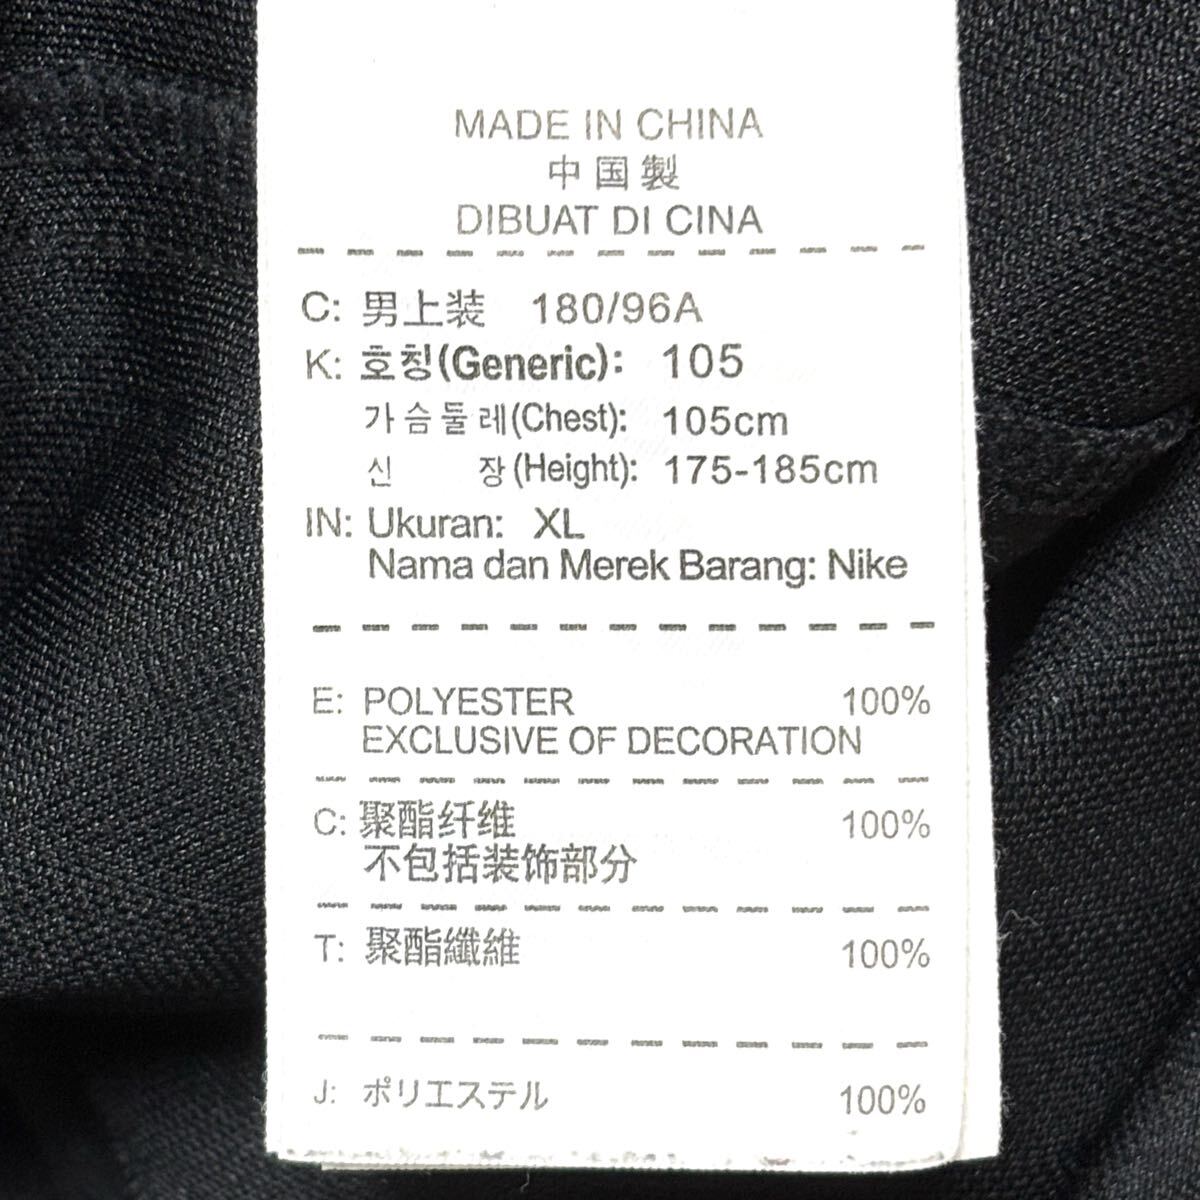 MADE IN CHINA
中国製
DIBUAT DI CINA
C: 男上装 180/96A
K: 호칭(Generic): 105
가슴둘레(Chest): 105cm
신 장(Height): 175-185cm
IN: Ukuran: XL
Nama dan Merek Barang: Nike
E: POLYESTER 100%
EXCLUSIVE OF DECORATION
C: 聚酯纤维 100%
不包括装饰部分
T: 聚酯纖維 100%
J: ポリエステル 100%